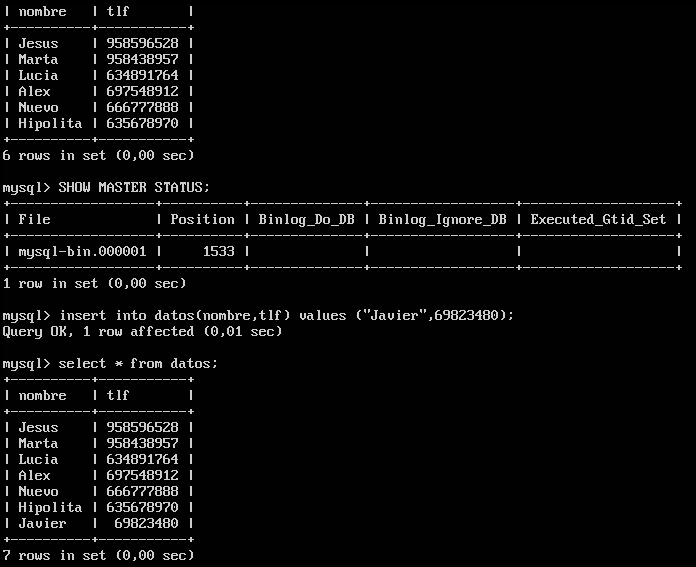 | nombre   | tlf       |
+----------+-----------+
| Jesus    | 958596528 |
| Marta    | 958438957 |
| Lucia    | 634891764 |
| Alex     | 697548912 |
| Nuevo    | 666777888 |
| Hipolita | 635678970 |
+----------+-----------+
6 rows in set (0,00 sec)
mysql> SHOW MASTER STATUS;
+------------------+----------+--------------+------------------+-------------------+
| File             | Position | Binlog_Do_DB | Binlog_Ignore_DB | Executed_Gtid_Set |
+------------------+----------+--------------+------------------+-------------------+
| mysql-bin.000001 |     1533 |              |                  |                   |
+------------------+----------+--------------+------------------+-------------------+
1 row in set (0,00 sec)
mysql> insert into datos(nombre,tlf) values ("Javier",69823480);
Query OK, 1 row affected (0,01 sec)
mysql> select * from datos;
+----------+-----------+
| nombre   | tlf       |
+----------+-----------+
| Jesus    | 958596528 |
| Marta    | 958438957 |
| Lucia    | 634891764 |
| Alex     | 697548912 |
| Nuevo    | 666777888 |
| Hipolita | 635678970 |
| Javier   |  69823480 |
+----------+-----------+
7 rows in set (0,00 sec)